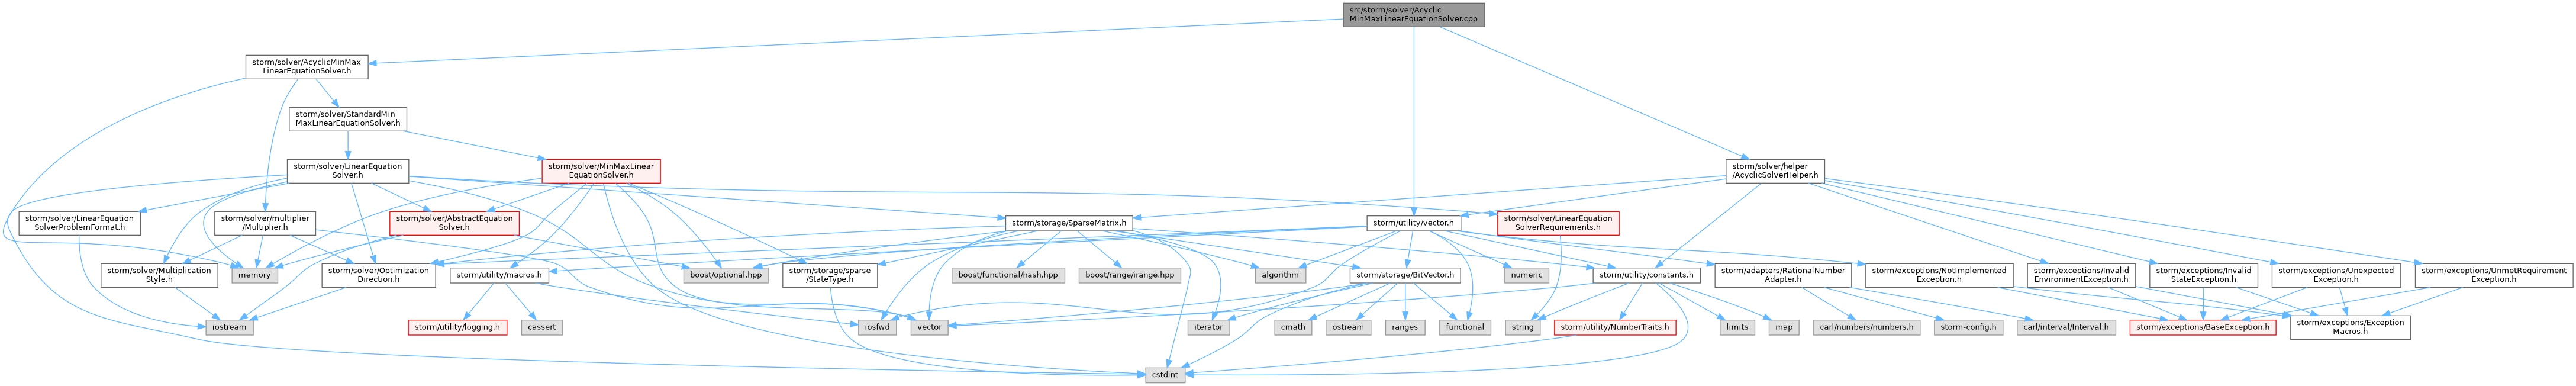 src/storm/solver/Acyclic
MinMaxLinearEquationSolver.cpp
storm/solver/AcyclicMinMax
LinearEquationSolver.h
storm/solver/StandardMin
MaxLinearEquationSolver.h
storm/solver/LinearEquation
Solver.h
storm/solver/MinMaxLinear
EquationSolver.h
storm/solver/helper
/AcyclicSolverHelper.h
storm/solver/LinearEquation
SolverProblemFormat.h
storm/solver/multiplier
/Multiplier.h
storm/solver/AbstractEquation
Solver.h
storm/storage/SparseMatrix.h
storm/utility/vector.h
storm/solver/LinearEquation
SolverRequirements.h
storm/solver/Multiplication
Style.h
memory
storm/solver/Optimization
Direction.h
storm/utility/macros.h
boost/optional.hpp
storm/storage/sparse
/StateType.h
boost/functional/hash.hpp
boost/range/irange.hpp
algorithm
storm/storage/BitVector.h
numeric
storm/utility/constants.h
storm/adapters/RationalNumber
Adapter.h
storm/exceptions/NotImplemented
Exception.h
storm/exceptions/Invalid
EnvironmentException.h
storm/exceptions/Invalid
StateException.h
storm/exceptions/Unexpected
Exception.h
storm/exceptions/UnmetRequirement
Exception.h
iostream
storm/utility/logging.h
cassert
iosfwd
vector
iterator
cmath
ostream
ranges
functional
string
storm/utility/NumberTraits.h
limits
map
carl/numbers/numbers.h
storm-config.h
carl/interval/Interval.h
storm/exceptions/BaseException.h
storm/exceptions/Exception
Macros.h
cstdint